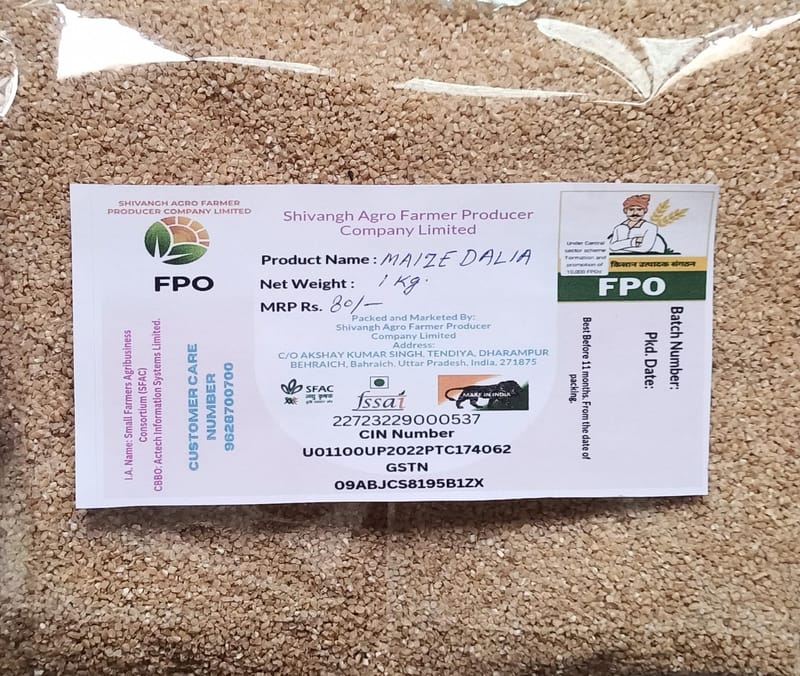 SHIVANGH AGRO FARMER
PRODUCER COMPANY LIMITED
FPO
I.A. Name: Small Farmers Agribusiness
Consortium (SFAC)
CBBO: Actech Information Systems Limited.
CUSTOMER CARE
NUMBER
9628700700
Shivangh Agro Farmer Producer
Company Limited
Product Name : MAIZE DALIA
Net Weight : 1 Kg.
MRP Rs. 80/-
Packed and Marketed By:
Shivangh Agro Farmer Producer
Company Limited
Address:
C/O AKSHAY KUMAR SINGH, TENDIYA, DHARAMPUR
BEHRAICH, Bahraich, Uttar Pradesh, India, 271875
SFAC
लघु कृषक
fssai
MAKE IN INDIA
22723229000537
CIN Number
U01100UP2022PTC174062
GSTN
09ABJCS8195B1ZX
Under Central
sector scheme
Formation and
promotion of
10,000 FPOs
किसान उत्पादक संगठन
FPO
Batch Number:
Pkd. Date:
Best Before 11 months. From the date of
packing.